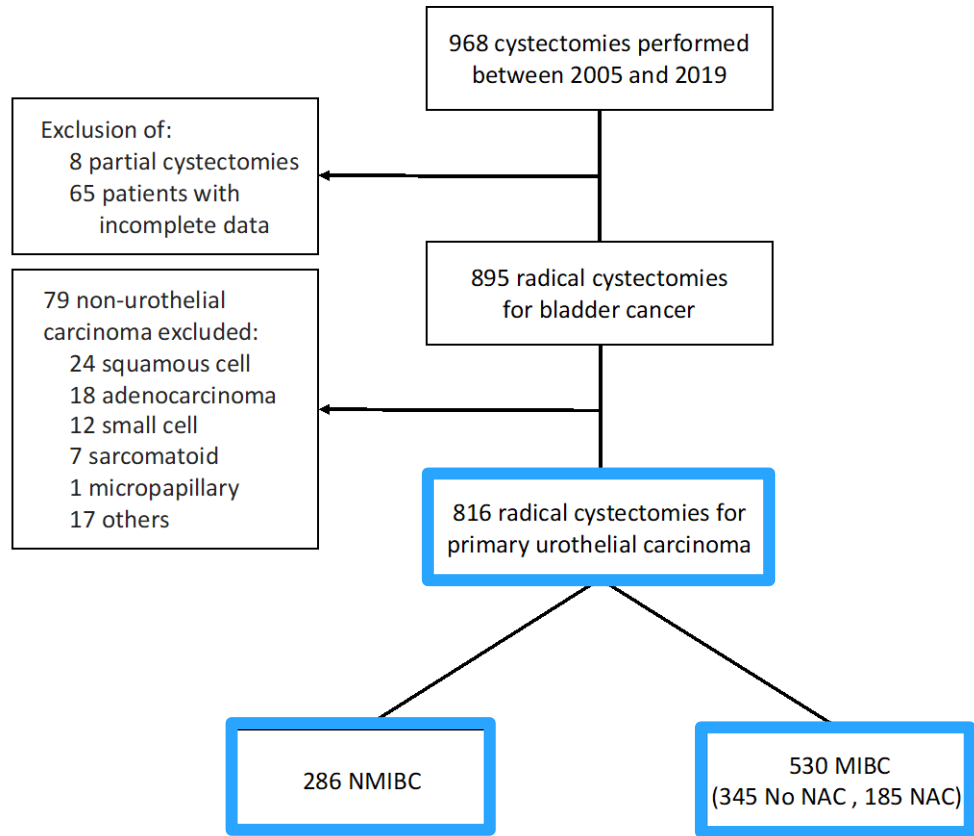 968 cystectomies performed
between 2005 and 2019
Exclusion of:
8 partial cystectomies
65 patients with
incomplete data
895 radical cystectomies
for bladder cancer
79 non-urothelial
carcinoma excluded:
24 squamous cell
18 adenocarcinoma
12 small cell
7 sarcomatoid
1 micropapillary
17 others
816 radical cystectomies for
primary urothelial carcinoma
286 NMIBC
530 MIBC
(345 No NAC , 185 NAC)